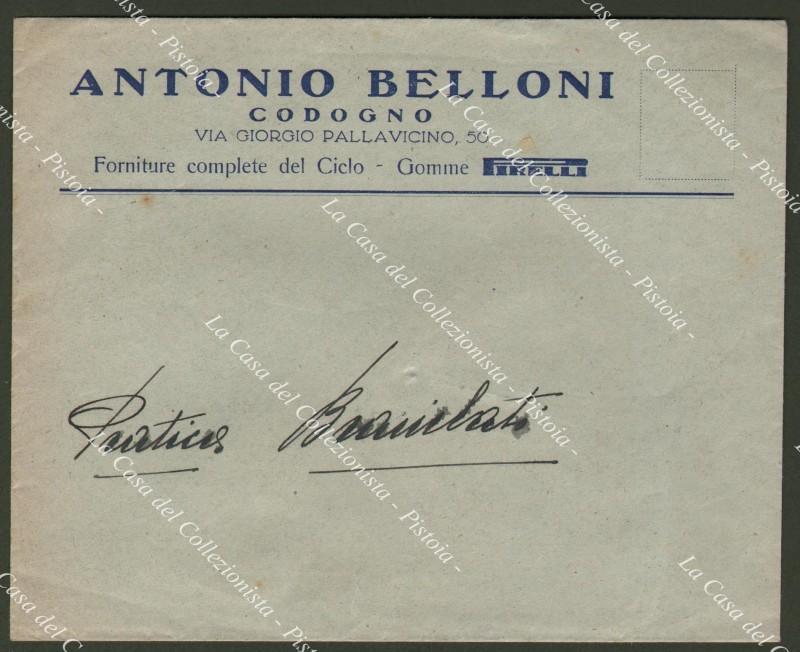 ANTONIO BELLONI
CODOGNO
VIA GIORGIO PALLAVICINO, 50
Forniture complete del Ciclo - Gomme PIRELLI
Pratica
La Casa del Collezionista - Pistoia -